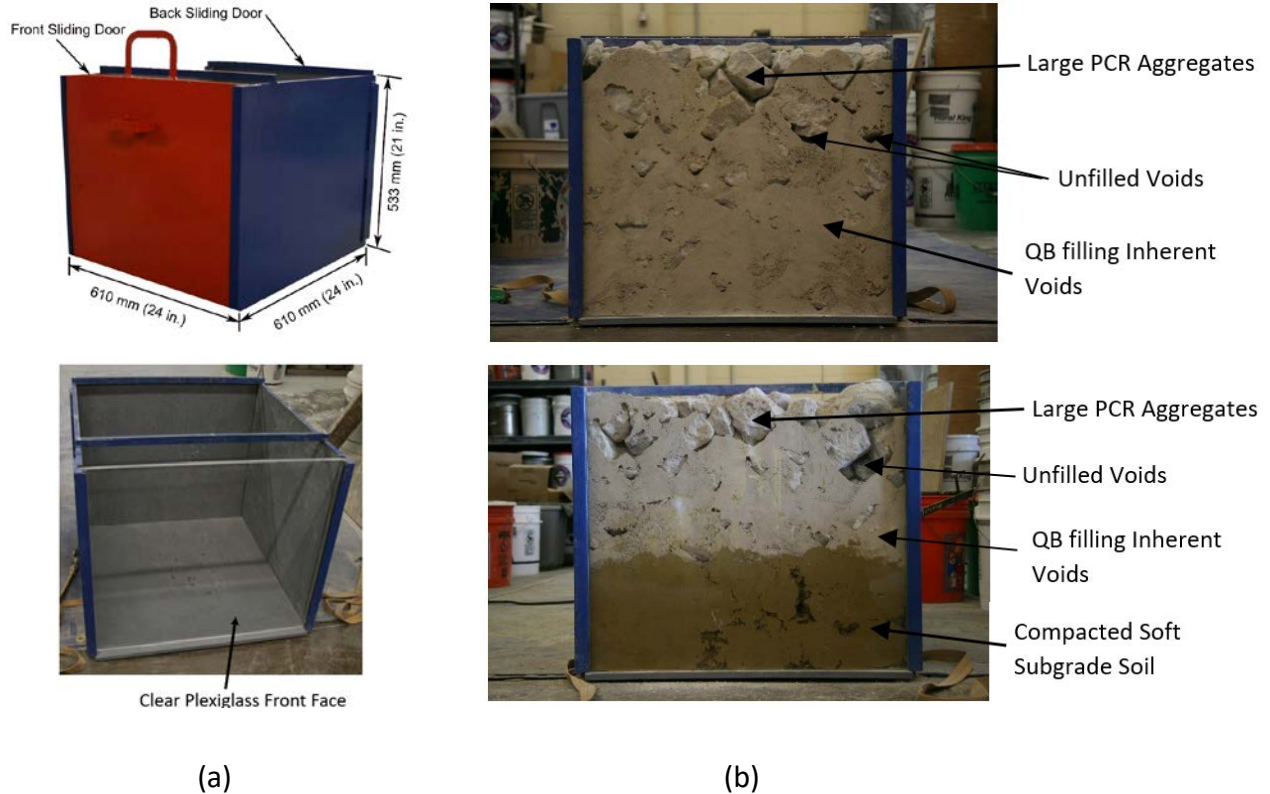 Front Sliding Door
Back Sliding Door
533 mm (21 in.)
610 mm (24 in.)
610 mm (24 in.)
Clear Plexiglass Front Face
Large PCR Aggregates
Unfilled Voids
QB filling Inherent
Voids
Large PCR Aggregates
Unfilled Voids
QB filling Inherent
Voids
Compacted Soft
Subgrade Soil
(a)
(b)